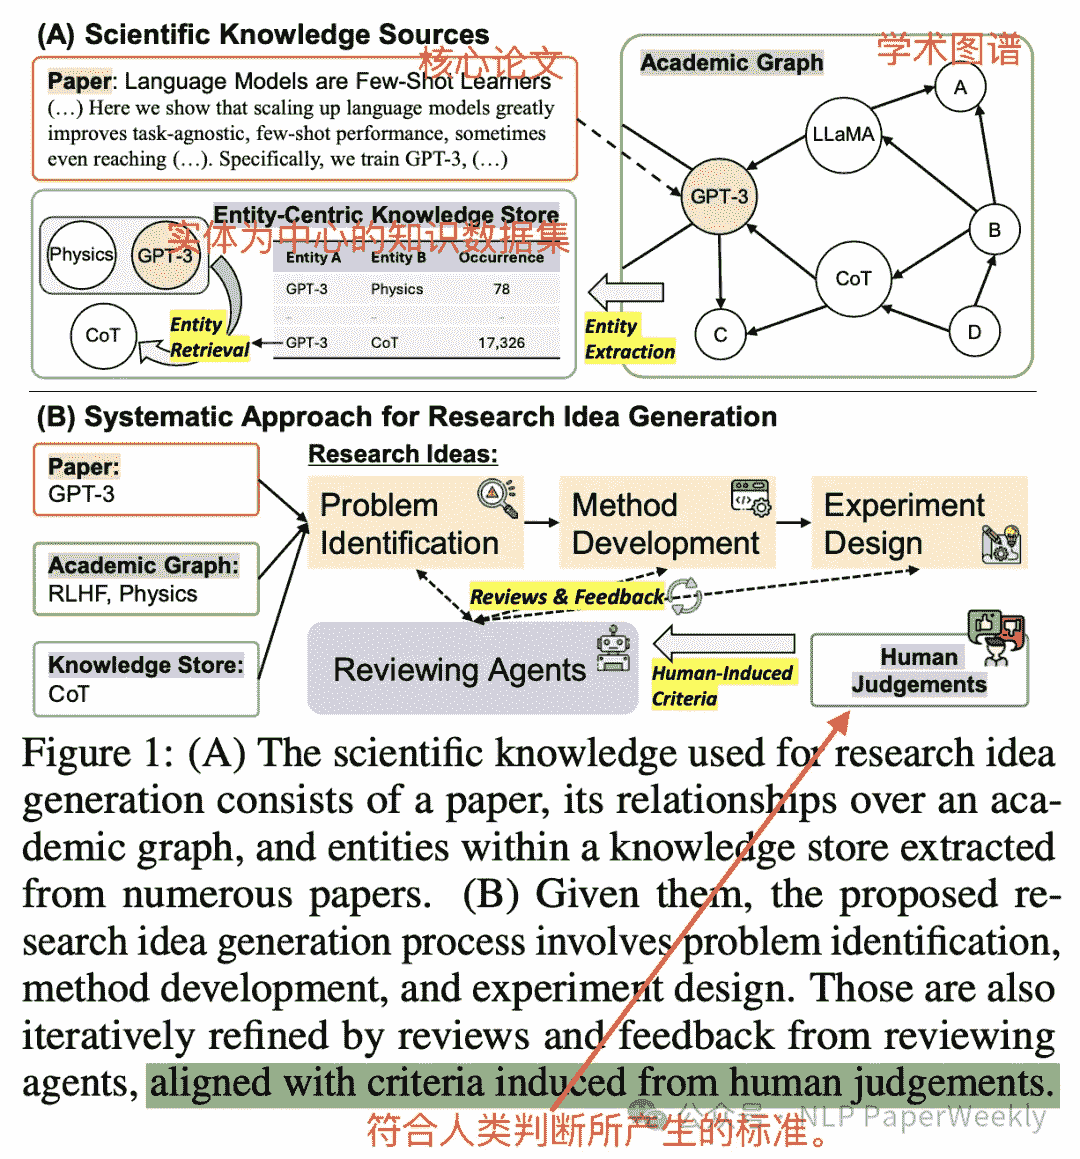 (A) Scientific Knowledge Sources
核心论文
Paper: Language Models are Few-Shot Learners
(…) Here we show that scaling up language models greatly
improves task-agnostic, few-shot performance, sometimes
even reaching (…). Specifically, we train GPT-3, (…)
Academic Graph
学术图谱
A
LLaMA
GPT-3
B
CoT
C
D
Entity-Centric Knowledge Store
实体为中心的知识数据集
Physics
GPT-3
CoT
Entity A Entity B Occurrence
GPT-3 Physics 78
GPT-3 CoT 17,326
Entity
Retrieval
Entity
Extraction
(B) Systematic Approach for Research Idea Generation
Paper:
GPT-3
Academic Graph:
RLHF, Physics
Knowledge Store:
CoT
Research Ideas:
Problem
Identification
Method
Development
Experiment
Design
Reviews & Feedback
Reviewing Agents
Human-Induced
Criteria
Human
Judgements
Figure 1: (A) The scientific knowledge used for research idea
generation consists of a paper, its relationships over an aca-
demic graph, and entities within a knowledge store extracted
from numerous papers. (B) Given them, the proposed re-
search idea generation process involves problem identification,
method development, and experiment design. Those are also
iteratively refined by reviews and feedback from reviewing
agents, aligned with criteria induced from human judgements.
符合人类判断所产生的标准。
公众号 · NLP PaperWeekly